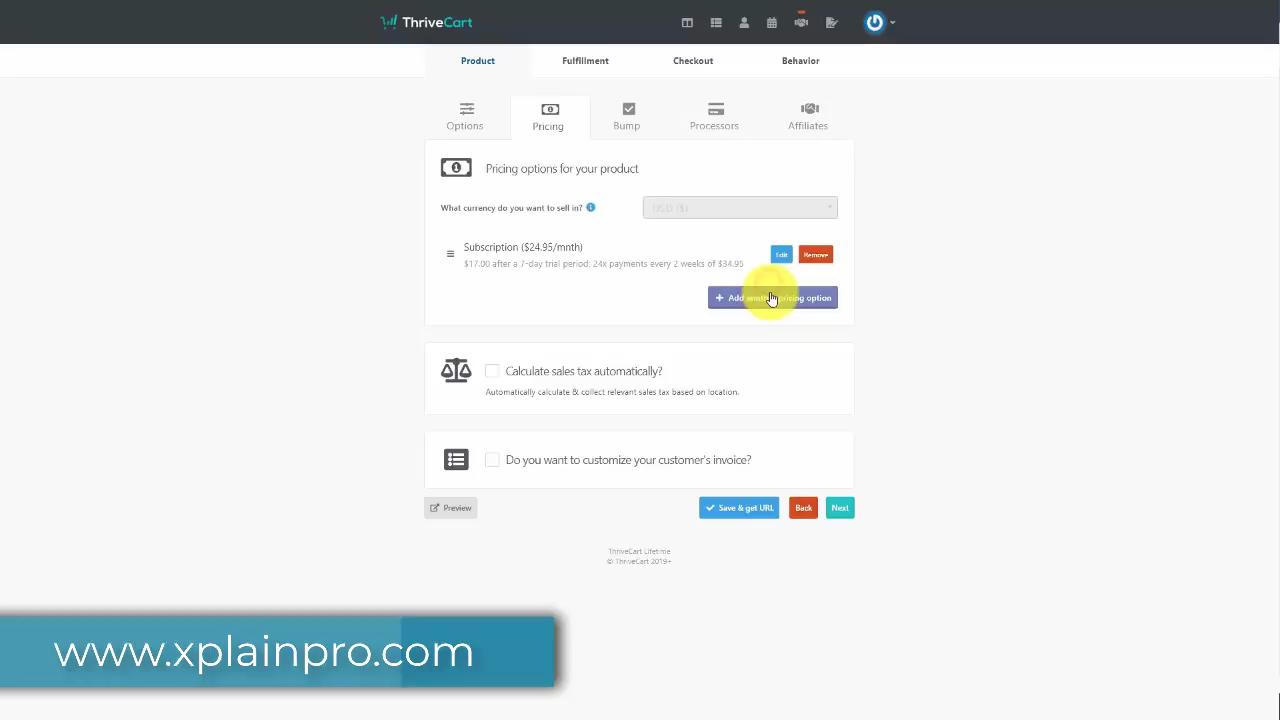 ThriveCart
Product
Fulfillment
Checkout
Behavior
Options
Pricing
Bump
Processors
Affiliates
Pricing options for your product
What currency do you want to sell in?
USD ($)
Subscription ($24.95/mnth)
$17.00 after a 7-day trial period; 24x payments every 2 weeks of $34.95
Edit
Remove
+ Add another pricing option
Calculate sales tax automatically?
Automatically calculate & collect relevant sales tax based on location.
Do you want to customize your customer's invoice?
Preview
Save & get URL
Back
Next
ThriveCart Lifetime
© ThriveCart 2019+
www.xplainpro.com